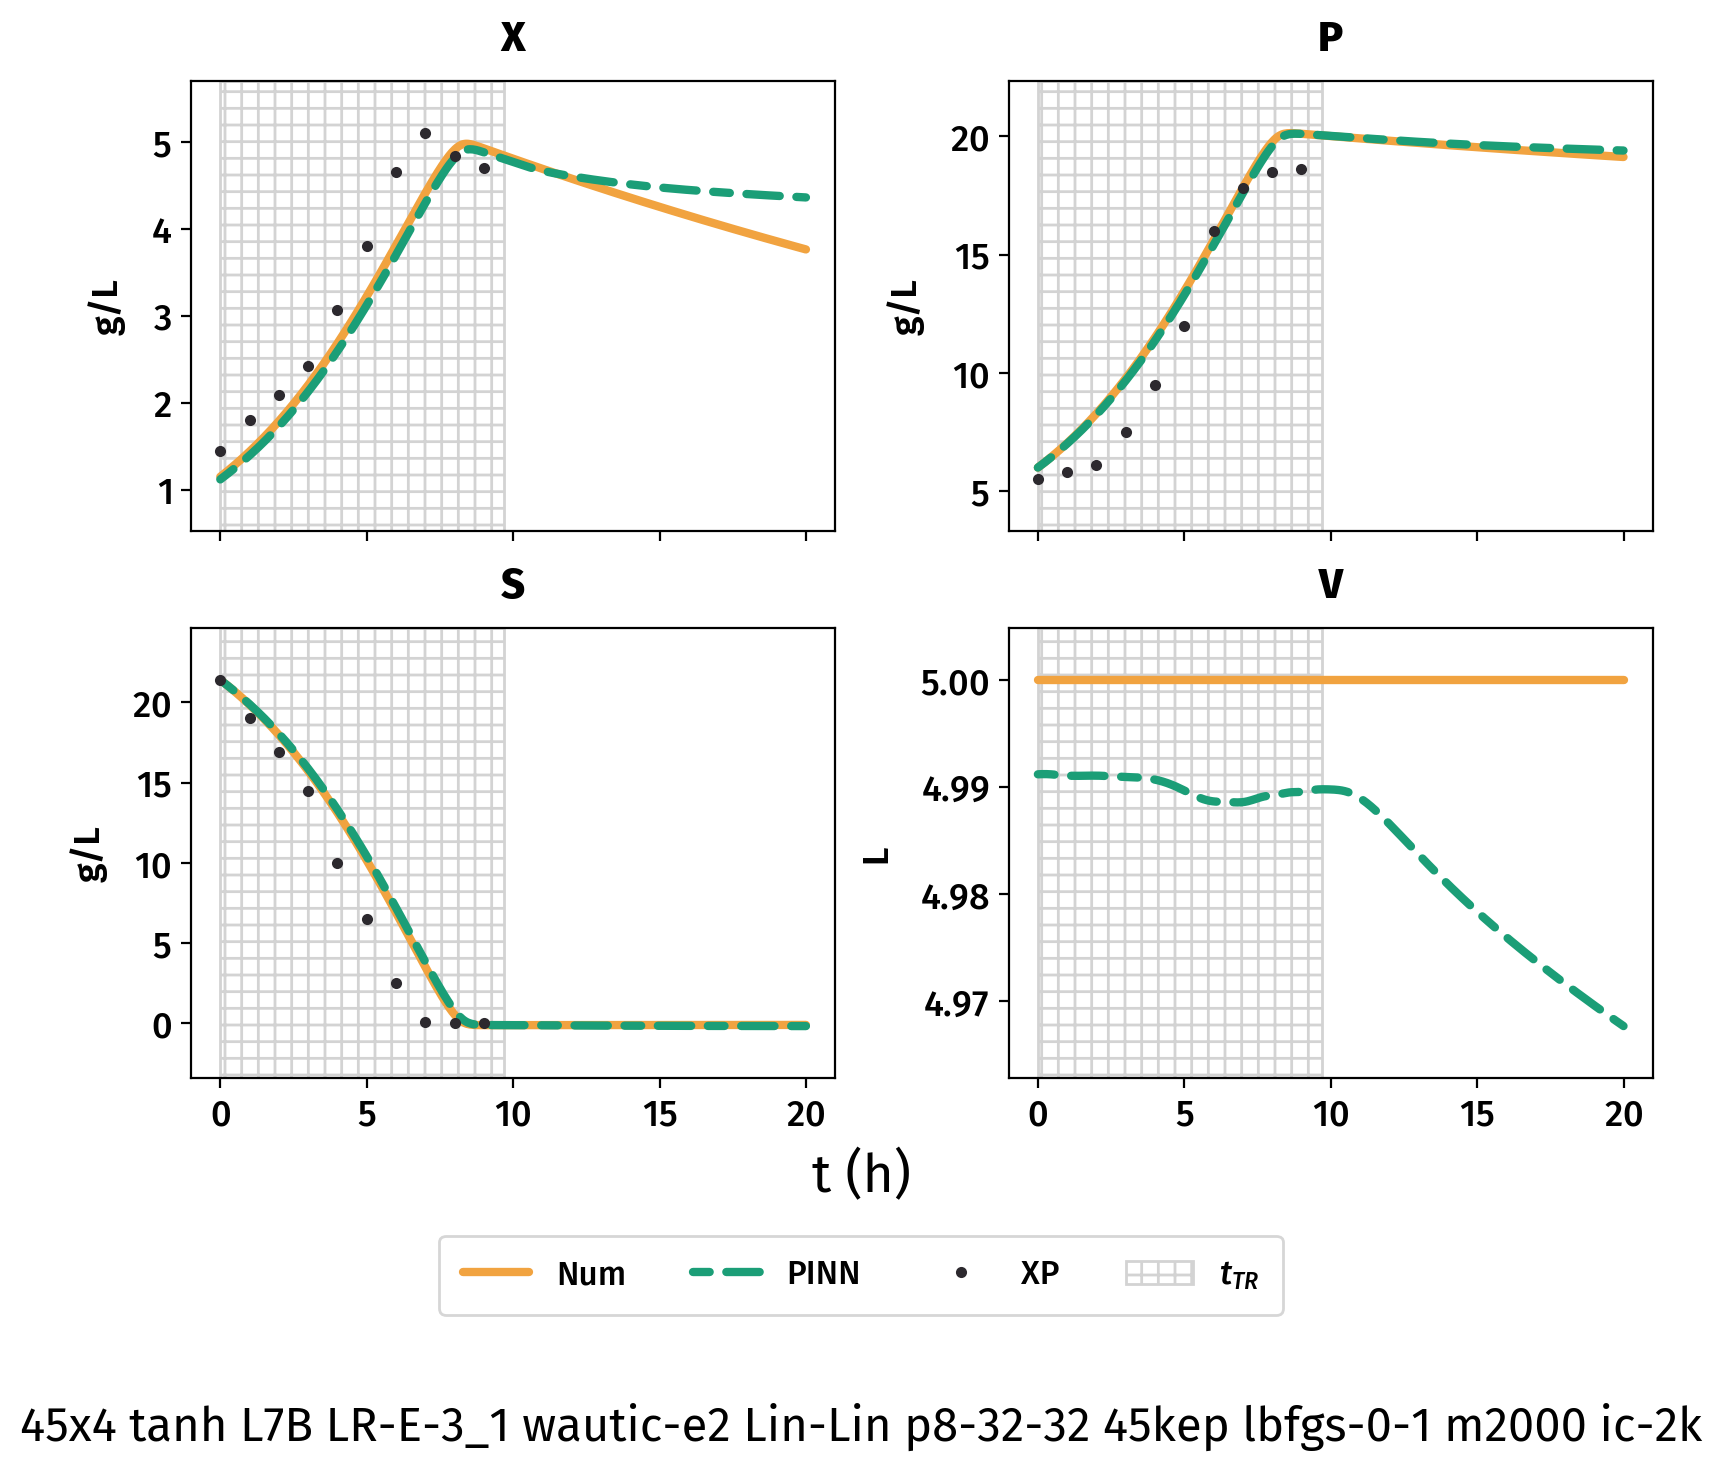 X
P
5
4
3
2
1
g/L
20
15
10
5
g/L
S
V
20
15
10
5
0
g/L
5.00
4.99
4.98
4.97
L
0 5 10 15 20
0 5 10 15 20
t (h)
Num PINN XP t_TR
45x4 tanh L7B LR-E-3_1 wautic-e2 Lin-Lin p8-32-32 45kep lbfgs-0-1 m2000 ic-2k